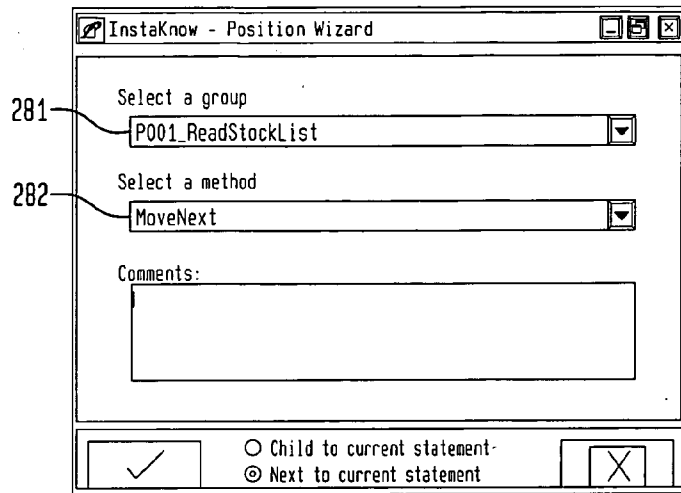 InstaKnow - Position Wizard
Select a group
281
P001_ReadStockList
Select a method
282
MoveNext
Comments:
Child to current statement
Next to current statement